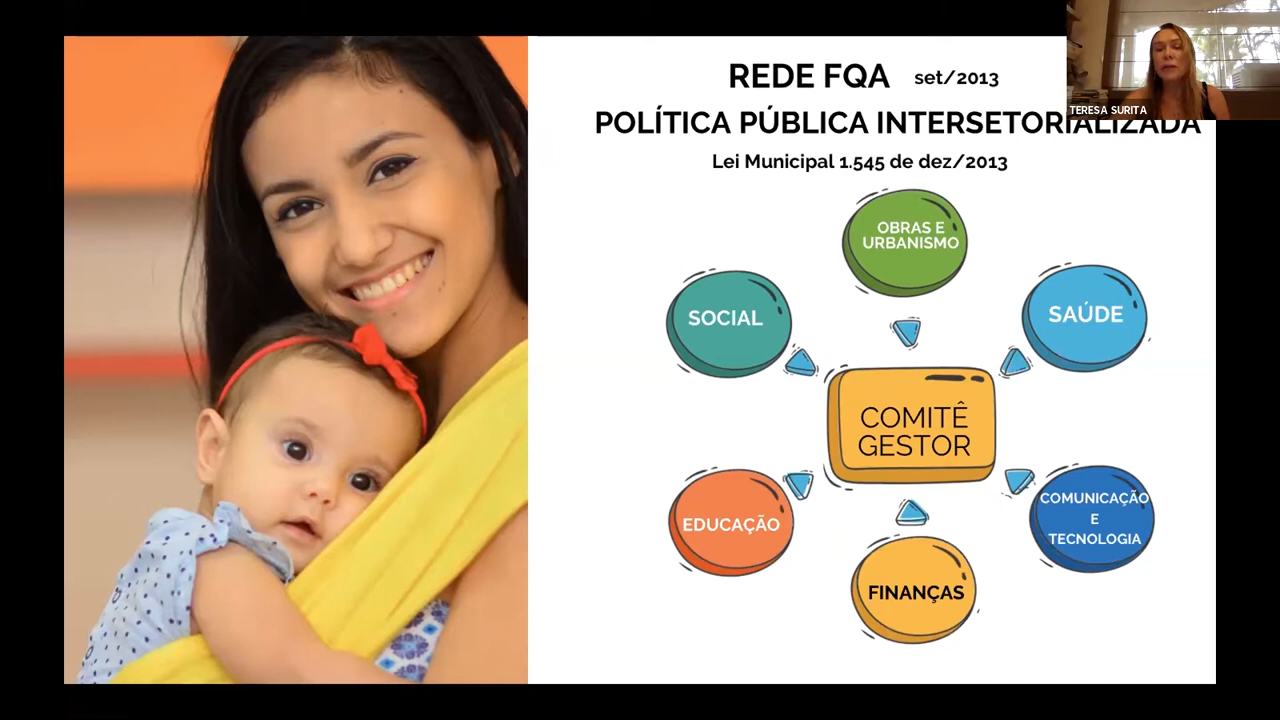 REDE FQA set/2013
TERESA SURITA
POLÍTICA PÚBLICA INTERSETORIALIZADA
Lei Municipal 1.545 de dez/2013
OBRAS E
URBANISMO
SOCIAL
SAÚDE
COMITÊ
GESTOR
EDUCAÇÃO
COMUNICAÇÃO
E
TECNOLOGIA
FINANÇAS